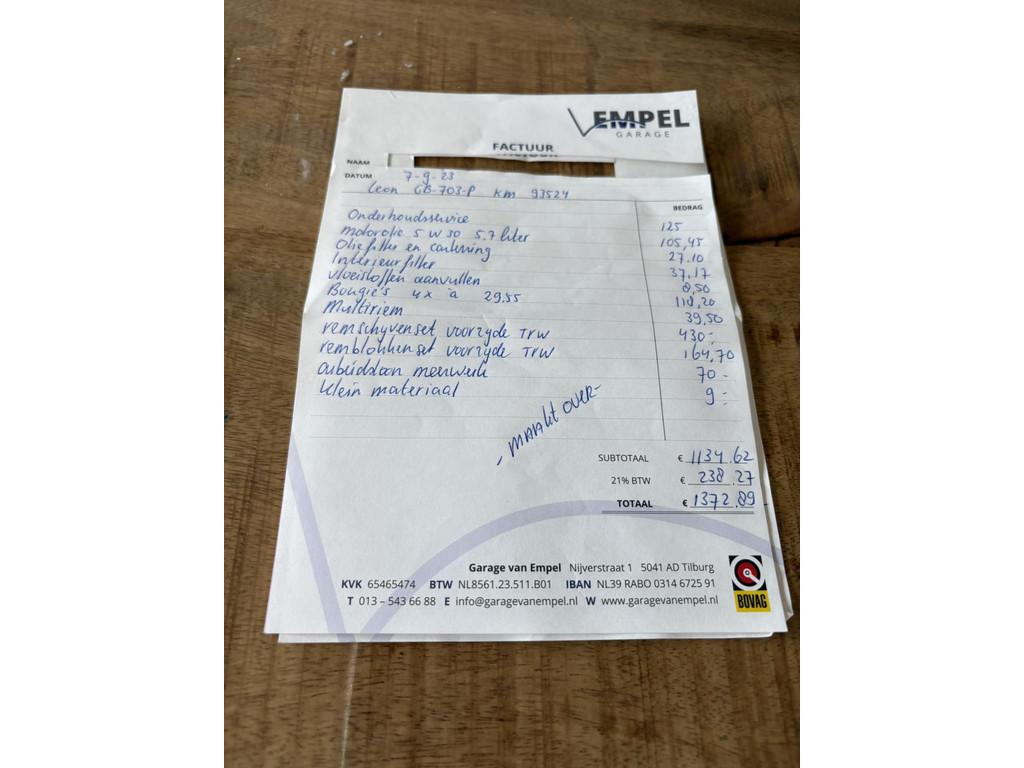 EMPEL
GARAGE
FACTUUR
NAAM
DATUM 7-9-23
Leon GB-703-P KM 93524
BEDRAG
Onderhoudsservice 125
Motorolie 5 W 30 5.7 liter 105,45
Oliefilter en carterring 27.10
Interieurfilter 37,17
vloeistoffen aanvullen 8,50
Bougie's 4x à 29,55 118,20
Multiriem 39,50
remschyvenset voorzyde TRW 430:-
remblokkenset voorzyde TRW 164,70
arbeidsloon meerwerk 70-
klein materiaal 9:-
, MAAkt OVER-
SUBTOTAAL € 1134,62
21% BTW € 238,27
TOTAAL € 1372,89
Garage van Empel Nijverstraat 1 5041 AD Tilburg
KVK 65465474 BTW NL8561.23.511.B01 IBAN NL39 RABO 0314 6725 91
T 013 – 543 66 88 E info@garagevanempel.nl W www.garagevanempel.nl
BOVAG